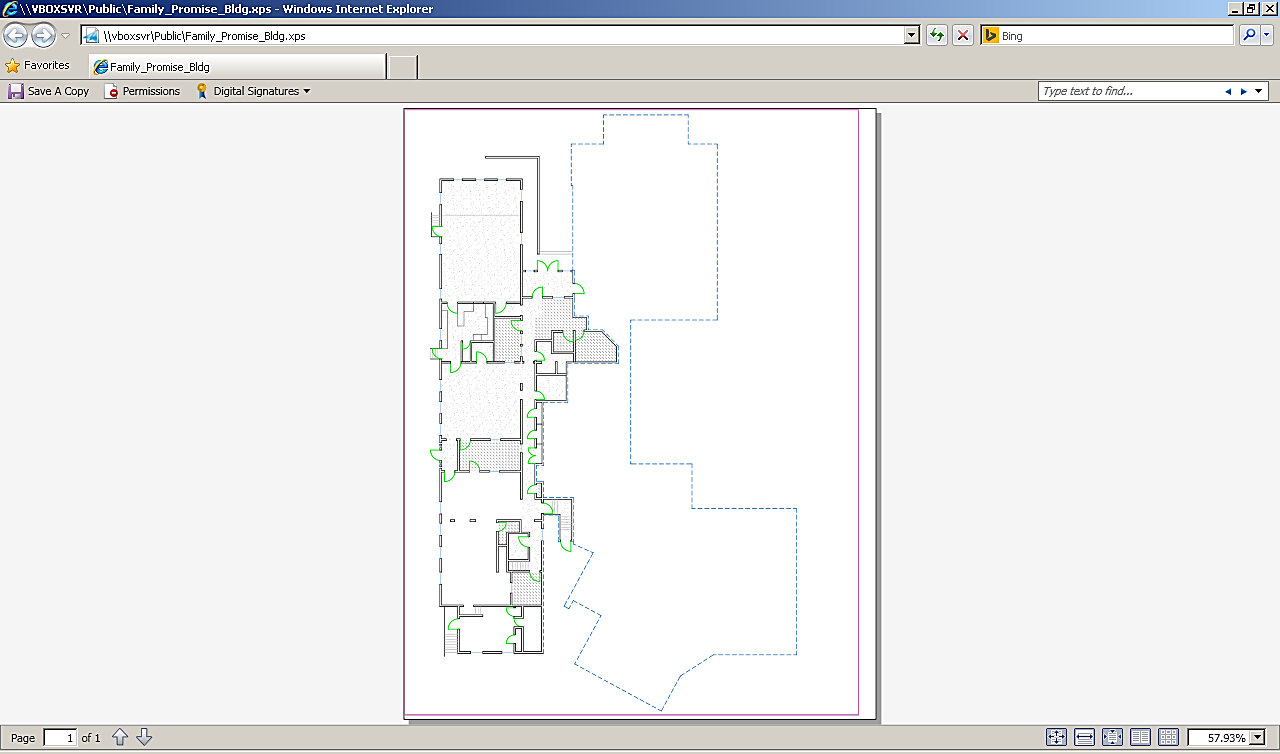 \\VBOXSVR\Public\Family_Promise_Bldg.xps - Windows Internet Explorer
\\vboxsvr\Public\Family_Promise_Bldg.xps
Bing
Favorites
Family_Promise_Bldg
Save A Copy
Permissions
Digital Signatures
Type text to find...
Page 1 of 1
57.93%